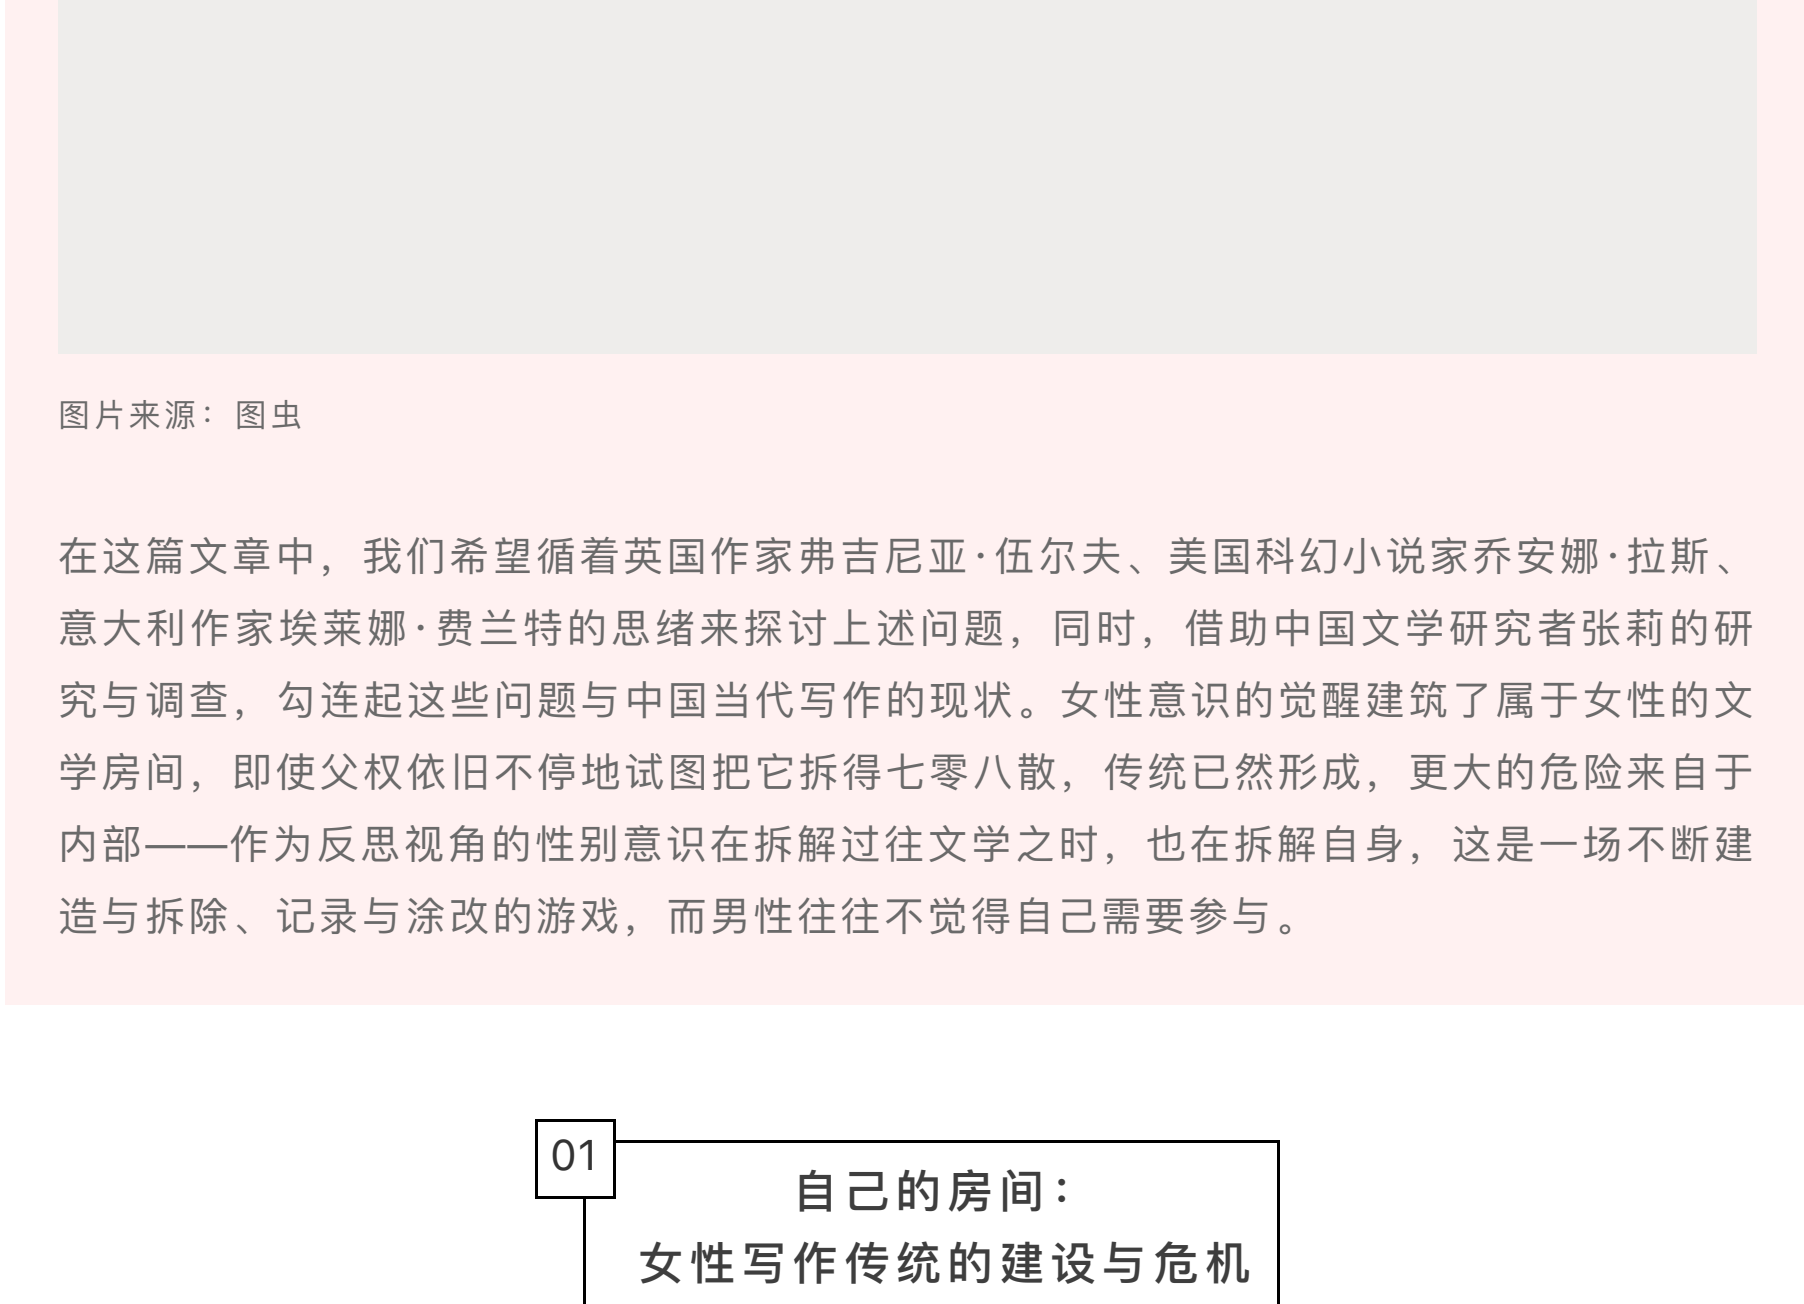 图片来源：图虫
在这篇文章中，我们希望循着英国作家弗吉尼亚·伍尔夫、美国科幻小说家乔安娜·拉斯、
意大利作家埃莱娜·费兰特的思绪来探讨上述问题，同时，借助中国文学研究者张莉的研
究与调查，勾连起这些问题与中国当代写作的现状。女性意识的觉醒建筑了属于女性的文
学房间，即使父权依旧不停地试图把它拆得七零八散，传统已然形成，更大的危险来自于
内部——作为反思视角的性别意识在拆解过往文学之时，也在拆解自身，这是一场不断建
造与拆除、记录与涂改的游戏，而男性往往不觉得自己需要参与。
01
自己的房间：
女性写作传统的建设与危机